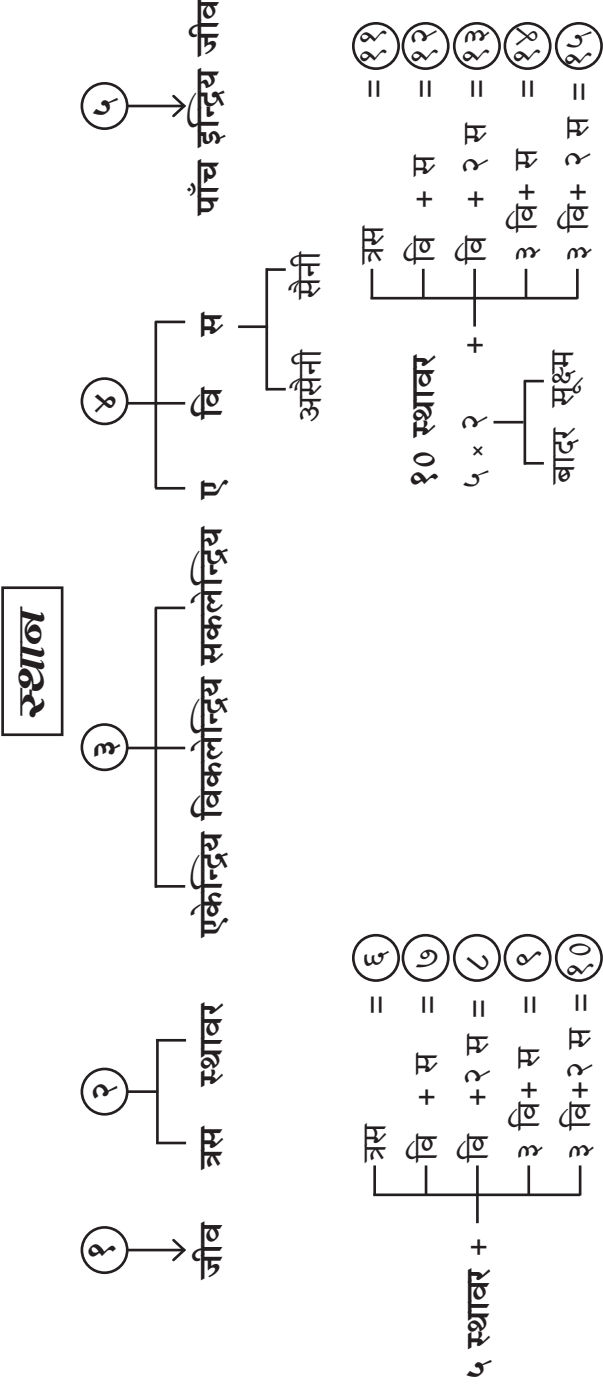 स्थान
१ २ ३ ४ ५
जीव त्रस स्थावर एकेन्द्रिय विकलेन्द्रिय सकलेन्द्रिय ए वि स पाँच इन्द्रिय जीव
असैनी सैनी
५ स्थावर +
त्रस = ६
वि + स = ७
वि +२ स = ८
३ वि+ स = ९
३ वि+२ स = १०
१० स्थावर +
५ × २
बादर सूक्ष्म
त्रस = ११
वि + स = १२
वि + २ स = १३
३ वि+ स = १४
३ वि+ २ स = १५